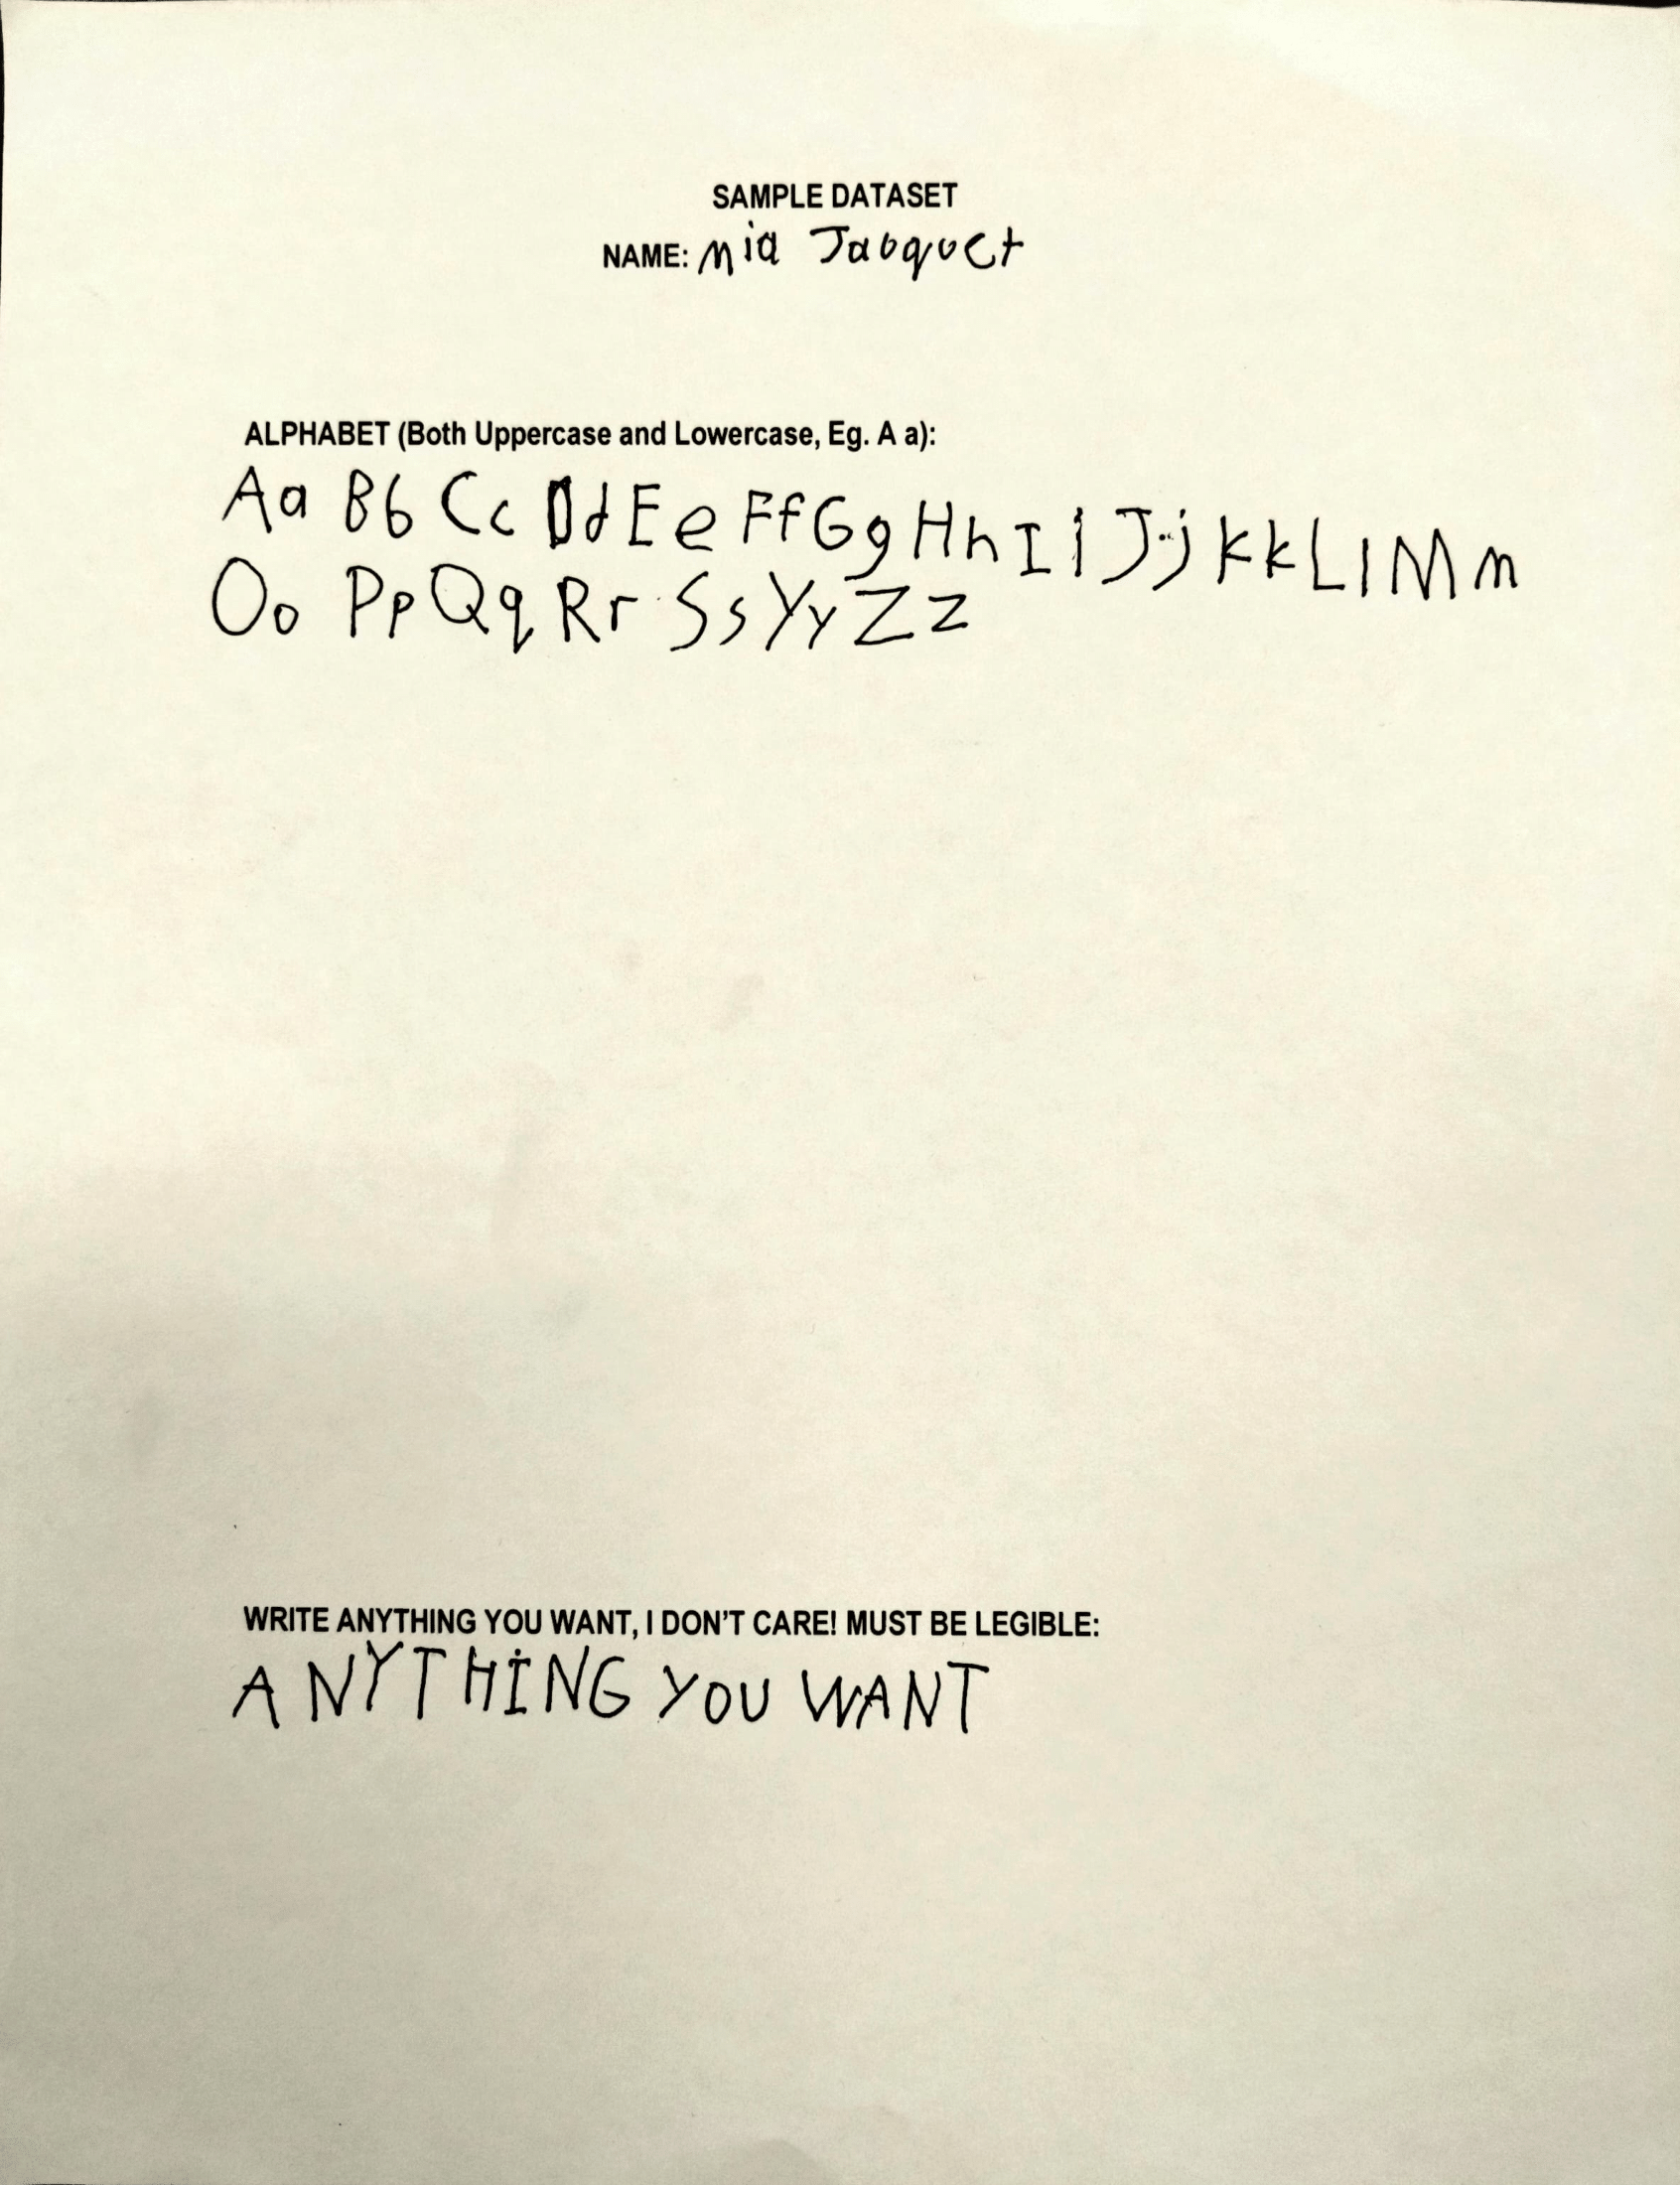 SAMPLE DATASET
NAME: Mia Jaoquet
ALPHABET (Both Uppercase and Lowercase, Eg. A a):
Aa Bb Cc Dd Ee Ff Gg Hh Ii Jj Kk Ll Mm
Oo Pp Qq Rr Ss Yy Zz
WRITE ANYTHING YOU WANT, I DON'T CARE! MUST BE LEGIBLE:
ANYTHING YOU WANT